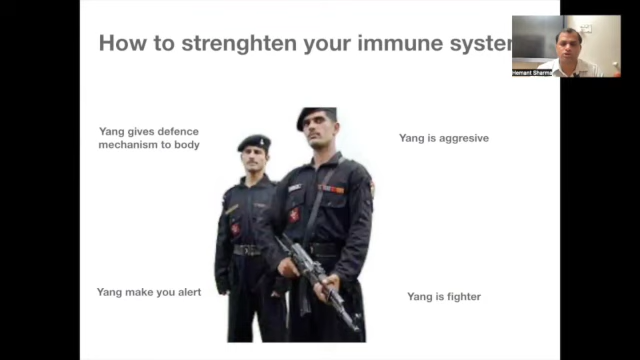 How to strenghten your immune system
Hemant Sharma
Yang gives defence
mechanism to body
Yang is aggresive
Yang make you alert
Yang is fighter